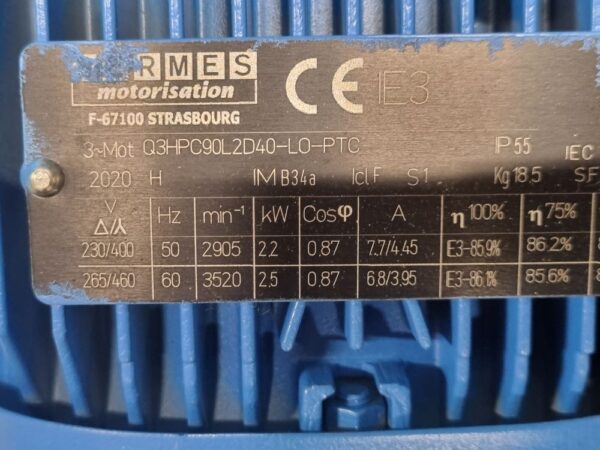 RMES
motorisation
CE IE3
F-67100 STRASBOURG
3~Mot Q3HPC90L2D40-LO-PTC IP55 IEC
2020 H IM B34a Icl F S1 Kg 18.5 SF
V Hz min⁻¹ kW Cosφ A η 100% η 75%
Δ/⅄
230/400 50 2905 2.2 0.87 7.7/4.45 E3-85.9% 86.2%
265/460 60 3520 2.5 0.87 6.8/3.95 E3-86.1% 85.6%